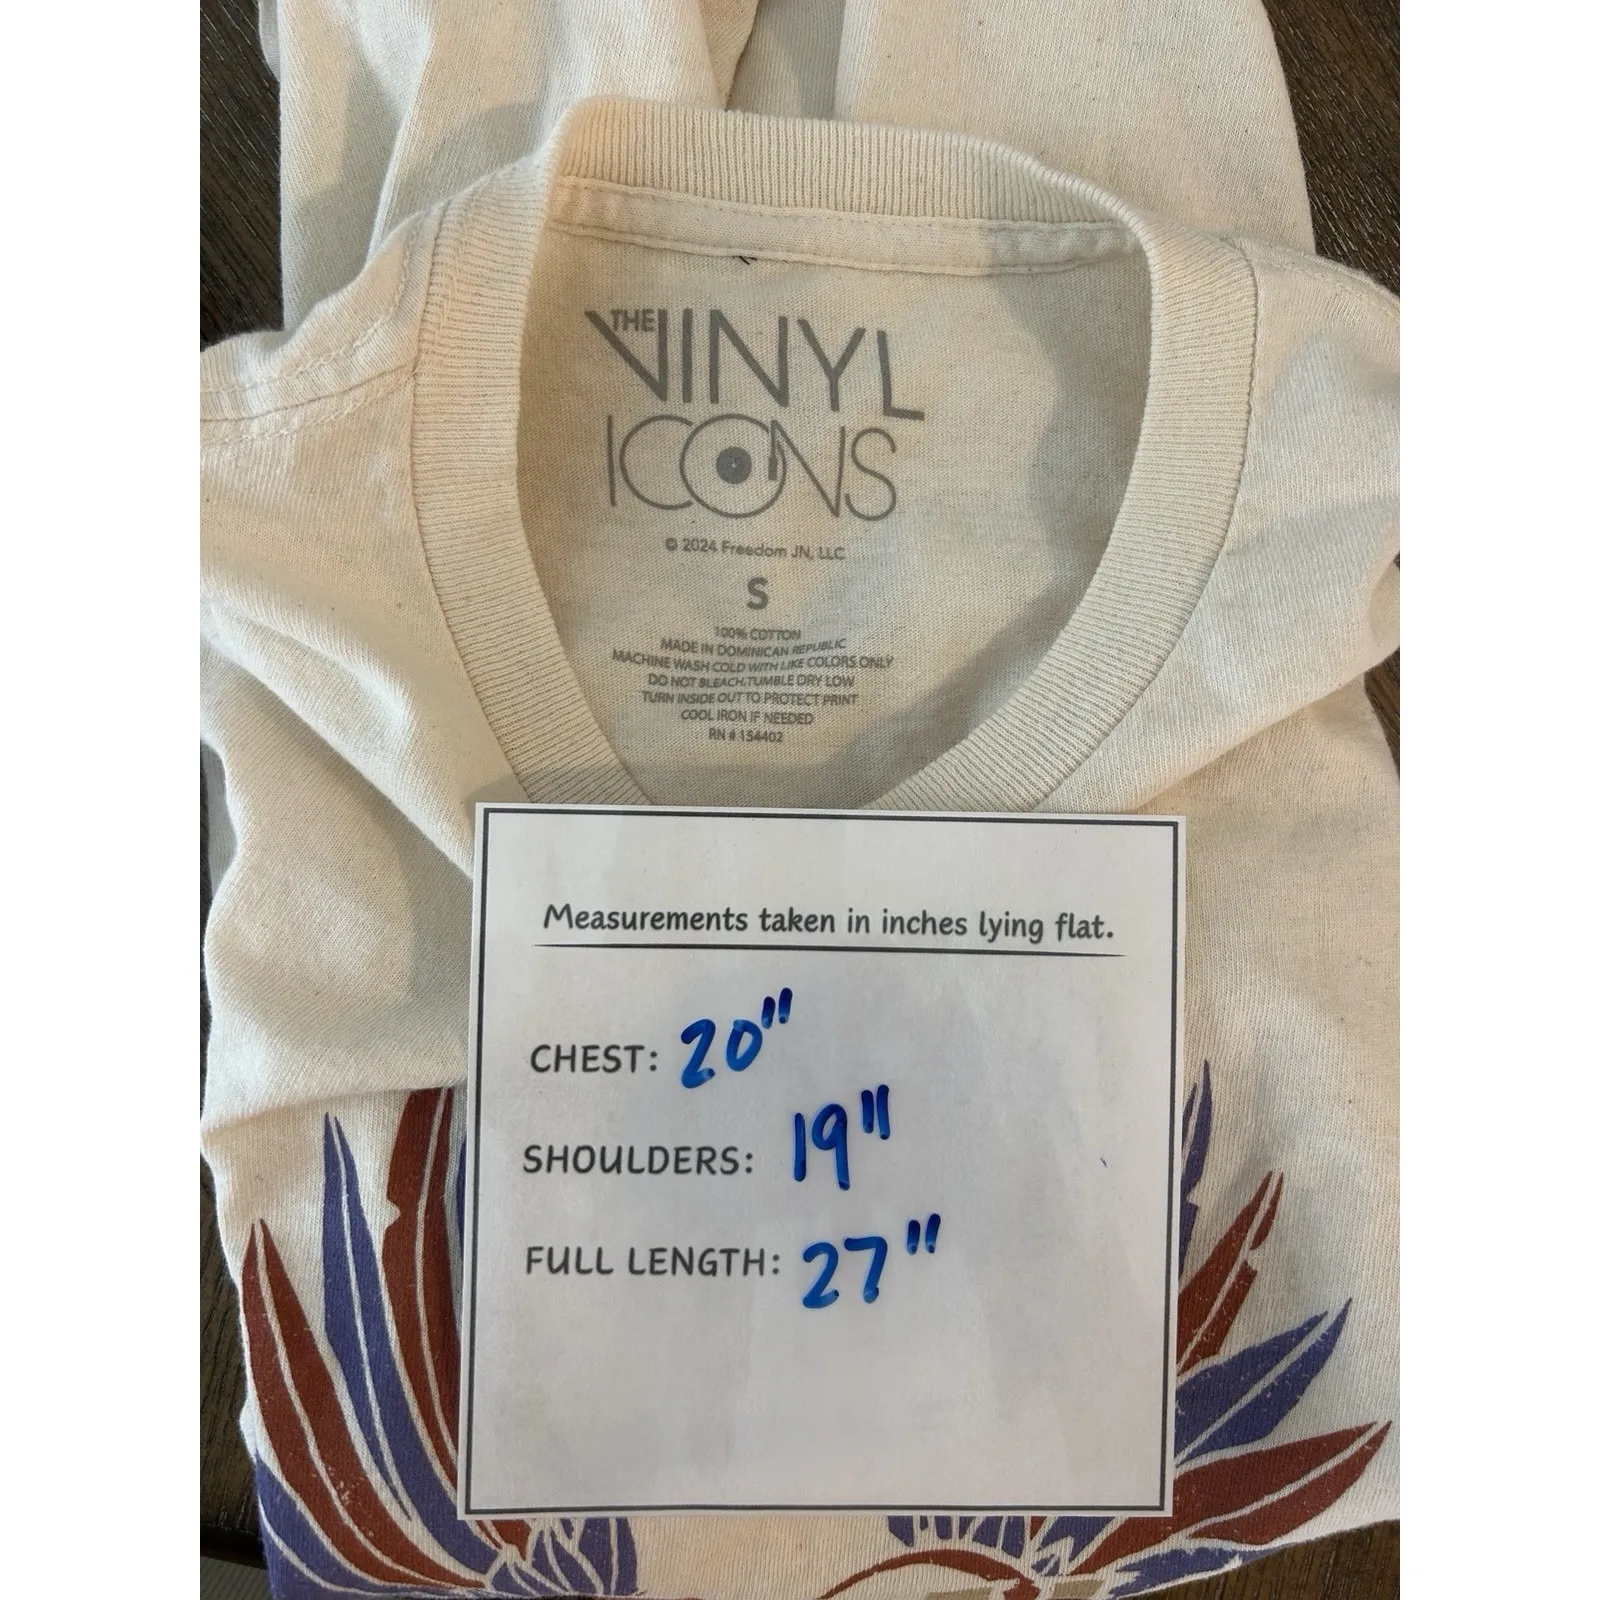 THE
VINYL
ICONS
© 2024 Freedom JN, LLC
S
100% COTTON
MADE IN DOMINICAN REPUBLIC
MACHINE WASH COLD WITH LIKE COLORS ONLY
DO NOT BLEACH, TUMBLE DRY LOW
TURN INSIDE OUT TO PROTECT PRINT
COOL IRON IF NEEDED
RN # 154402
Measurements taken in inches lying flat.
CHEST: 20"
SHOULDERS: 19"
FULL LENGTH: 27"